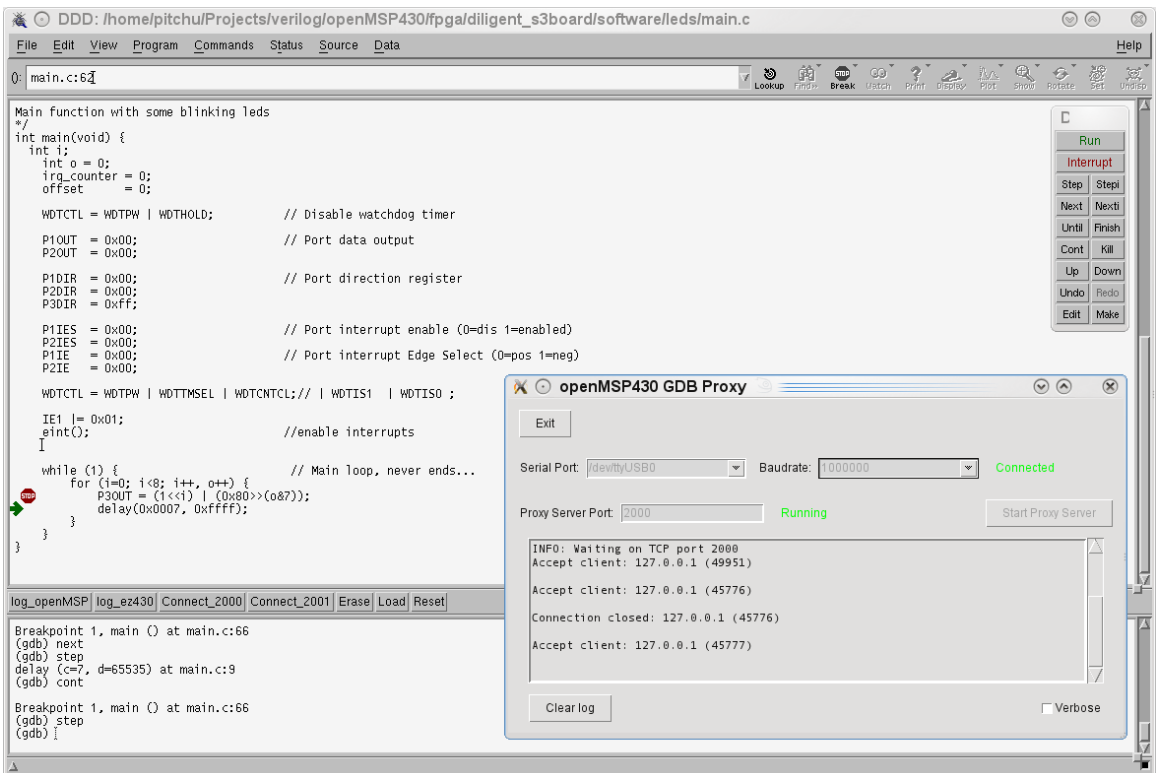 DDD: /home/pitchu/Projects/verilog/openMSP430/fpga/diligent_s3board/software/leds/main.c
File Edit View Program Commands Status Source Data Help
(): main.c:62
Lookup Find» Break Watch Print Display Plot Show Rotate Set Undisp
Main function with some blinking leds
*/
int main(void) {
int i;
int o = 0;
irq_counter = 0;
offset = 0;
WDTCTL = WDTPW | WDTHOLD; // Disable watchdog timer
P1OUT = 0x00; // Port data output
P2OUT = 0x00;
P1DIR = 0x00; // Port direction register
P2DIR = 0x00;
P3DIR = 0xff;
P1IES = 0x00; // Port interrupt enable (0=dis 1=enabled)
P2IES = 0x00;
P1IE = 0x00; // Port interrupt Edge Select (0=pos 1=neg)
P2IE = 0x00;
WDTCTL = WDTPW | WDTTMSEL | WDTCNTCL;// | WDTIS1 | WDTIS0 ;
IE1 |= 0x01;
eint(); //enable interrupts
while (1) { // Main loop, never ends...
for (i=0; i<8; i++, o++) {
STOP P3OUT = (1<<i) | (0x80>>(o&7));
delay(0x0007, 0xffff);
}
}
}
D
Run
Interrupt
Step Stepi
Next Nexti
Until Finish
Cont Kill
Up Down
Undo Redo
Edit Make
log_openMSP log_ez430 Connect_2000 Connect_2001 Erase Load Reset
Breakpoint 1, main () at main.c:66
(gdb) next
(gdb) step
delay (c=7, d=65535) at main.c:9
(gdb) cont
Breakpoint 1, main () at main.c:66
(gdb) step
(gdb)
openMSP430 GDB Proxy
Exit
Serial Port: /dev/ttyUSB0 Baudrate: 1000000 Connected
Proxy Server Port: 2000 Running Start Proxy Server
INFO: Waiting on TCP port 2000
Accept client: 127.0.0.1 (49951)
Accept client: 127.0.0.1 (45776)
Connection closed: 127.0.0.1 (45776)
Accept client: 127.0.0.1 (45777)
Clear log Verbose